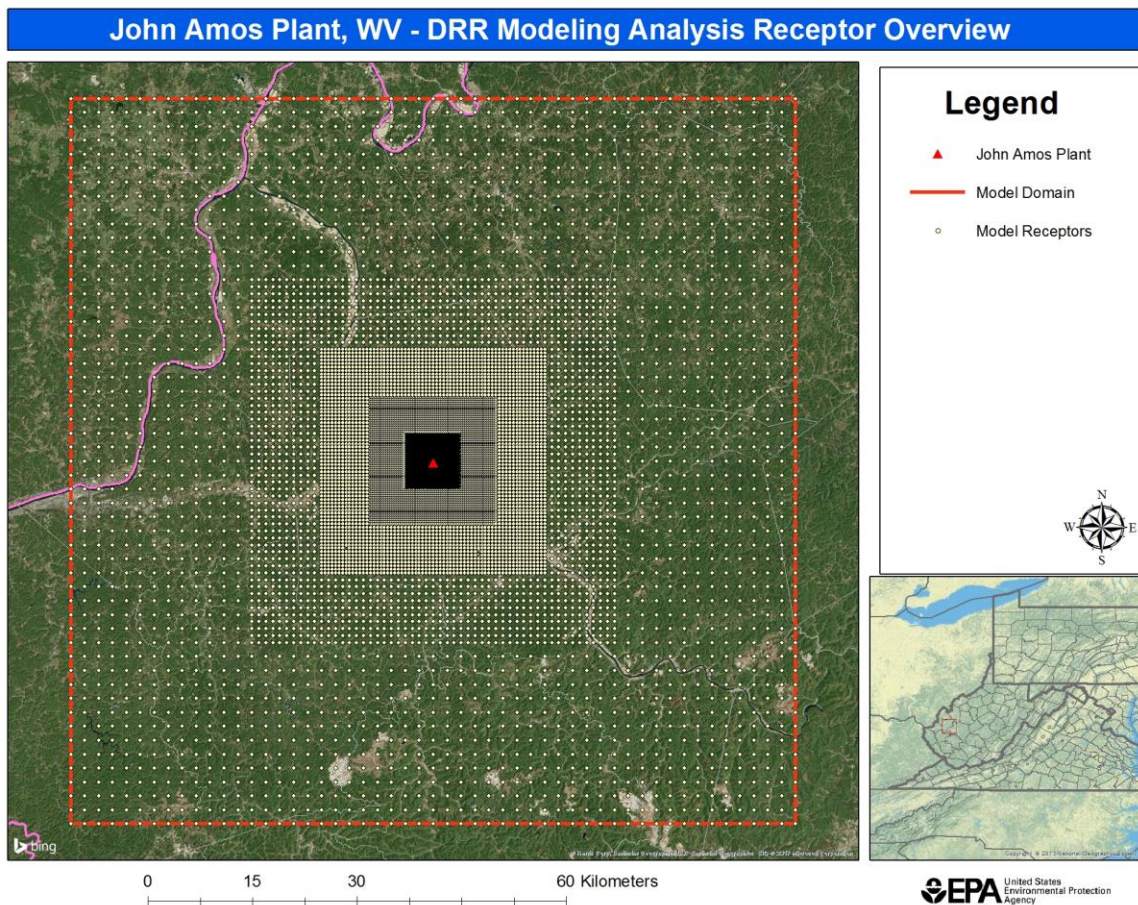 John Amos Plant, WV - DRR Modeling Analysis Receptor Overview
Legend
John Amos Plant
Model Domain
Model Receptors
N
W
E
S
bing
0
15
30
60 Kilometers
EPA
United States
Environmental Protection
Agency